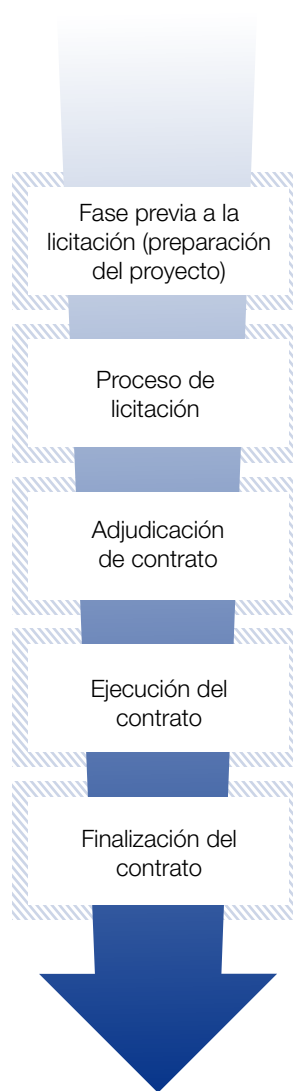 Fase previa a la
licitación (preparación
del proyecto)
Proceso de
licitación
Adjudicación
de contrato
Ejecución del
contrato
Finalización del
contrato